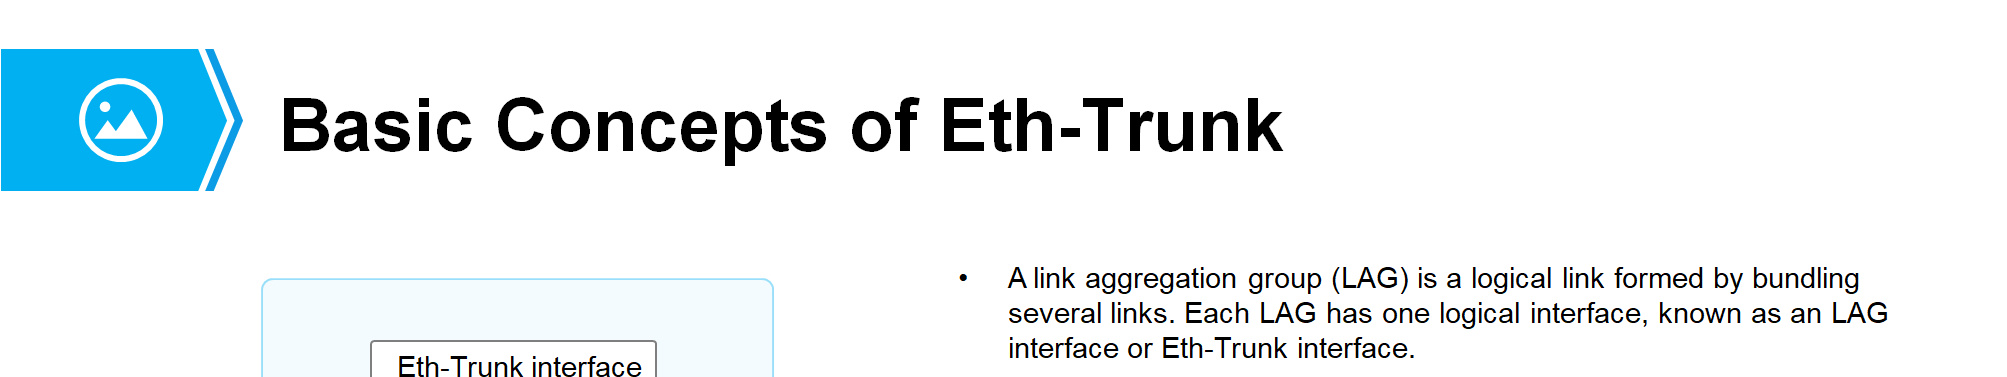 Basic Concepts of Eth-Trunk
• A link aggregation group (LAG) is a logical link formed by bundling
several links. Each LAG has one logical interface, known as an LAG
interface or Eth-Trunk interface.
Eth-Trunk interface